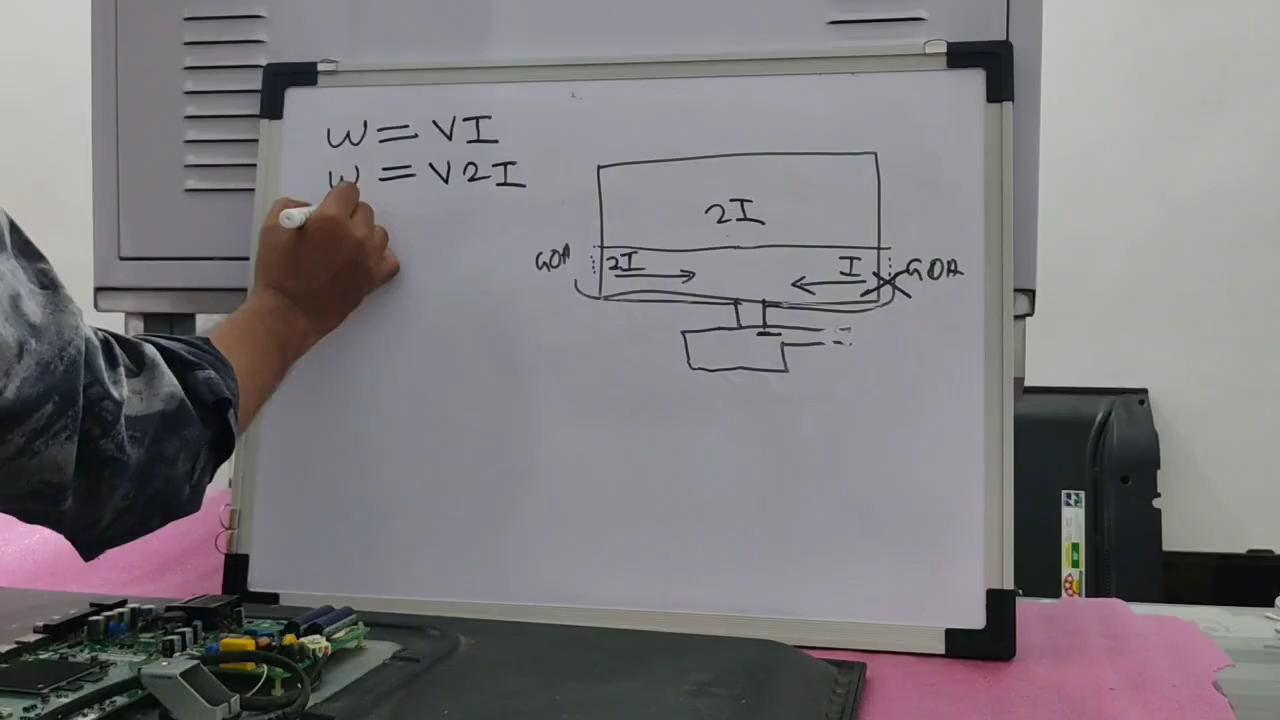 W = VI
W = V2I
2I
GOA
2I
I
GOA